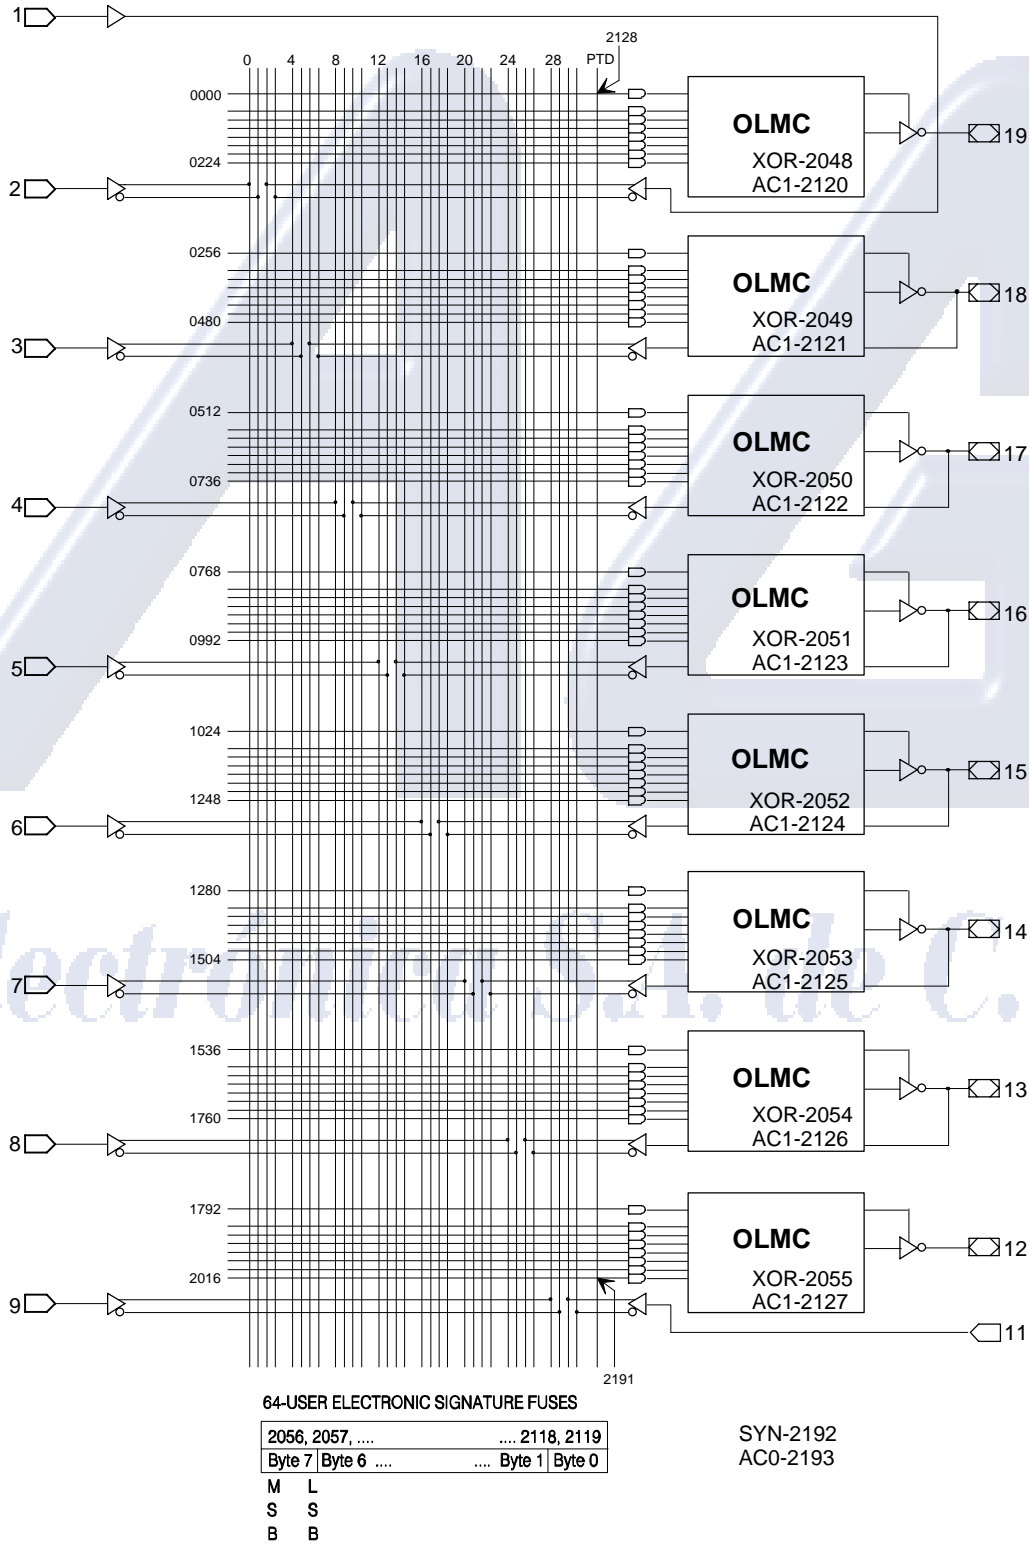 1
2128
0 4 8 12 16 20 24 28 PTD
0000
OLMC
19
XOR-2048
0224
AC1-2120
2
0256
OLMC
18
XOR-2049
0480
AC1-2121
3
0512
OLMC
17
XOR-2050
0736
AC1-2122
4
0768
OLMC
16
XOR-2051
0992
AC1-2123
5
1024
OLMC
15
XOR-2052
1248
AC1-2124
6
1280
OLMC
14
XOR-2053
1504
AC1-2125
7
1536
OLMC
13
XOR-2054
1760
AC1-2126
8
1792
OLMC
12
XOR-2055
2016
AC1-2127
9
11
2191
64-USER ELECTRONIC SIGNATURE FUSES
2056, 2057, .... .... 2118, 2119
Byte 7 Byte 6 .... .... Byte 1 Byte 0
M L
S S
B B
SYN-2192
AC0-2193
lectrónica S.A. de C.